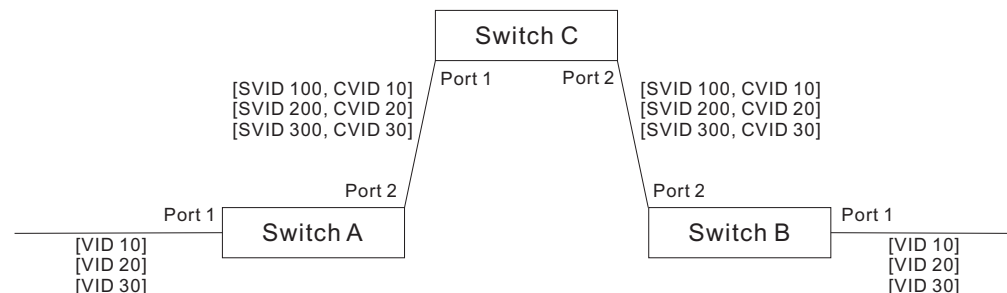 Switch C
Port 1
Port 2
[SVID 100, CVID 10]
[SVID 200, CVID 20]
[SVID 300, CVID 30]
[SVID 100, CVID 10]
[SVID 200, CVID 20]
[SVID 300, CVID 30]
Port 2
Port 2
Port 1
Switch A
Switch B
Port 1
[VID 10]
[VID 20]
[VID 30]
[VID 10]
[VID 20]
[VID 30]